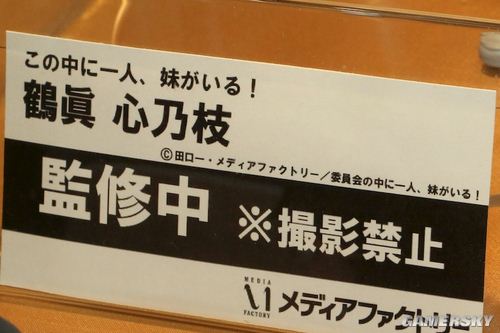 この中に一人、妹がいる！
鶴眞 心乃枝
©田口一・メディアファクトリー／委員会の中に一人、妹がいる！
監修中 ※撮影禁止
MEDIA FACTORY メディアファクトリー
GAMERSKY